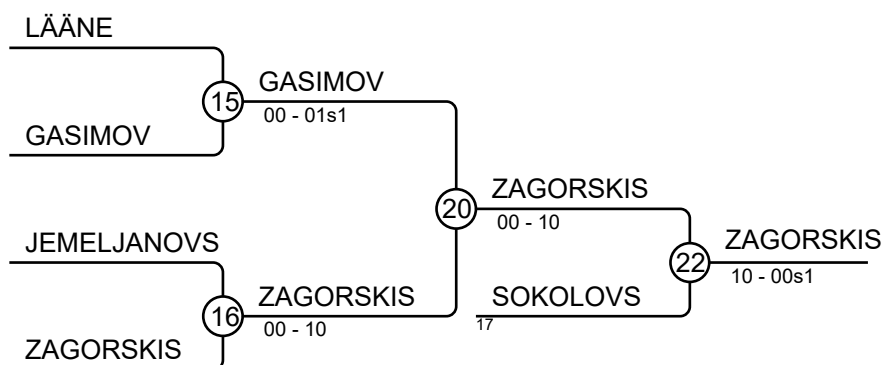 LÄÄNE
15
GASIMOV
00 - 01s1
GASIMOV
20
ZAGORSKIS
00 - 10
JEMELJANOVS
22
ZAGORSKIS
10 - 00s1
16
ZAGORSKIS
00 - 10
SOKOLOVS
17
ZAGORSKIS